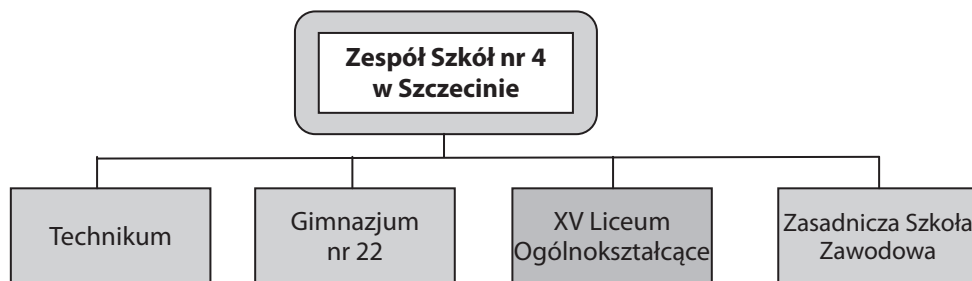 Zespół Szkół nr 4
w Szczecinie
Technikum
Gimnazjum
nr 22
XV Liceum
Ogólnokształcące
Zasadnicza Szkoła
Zawodowa